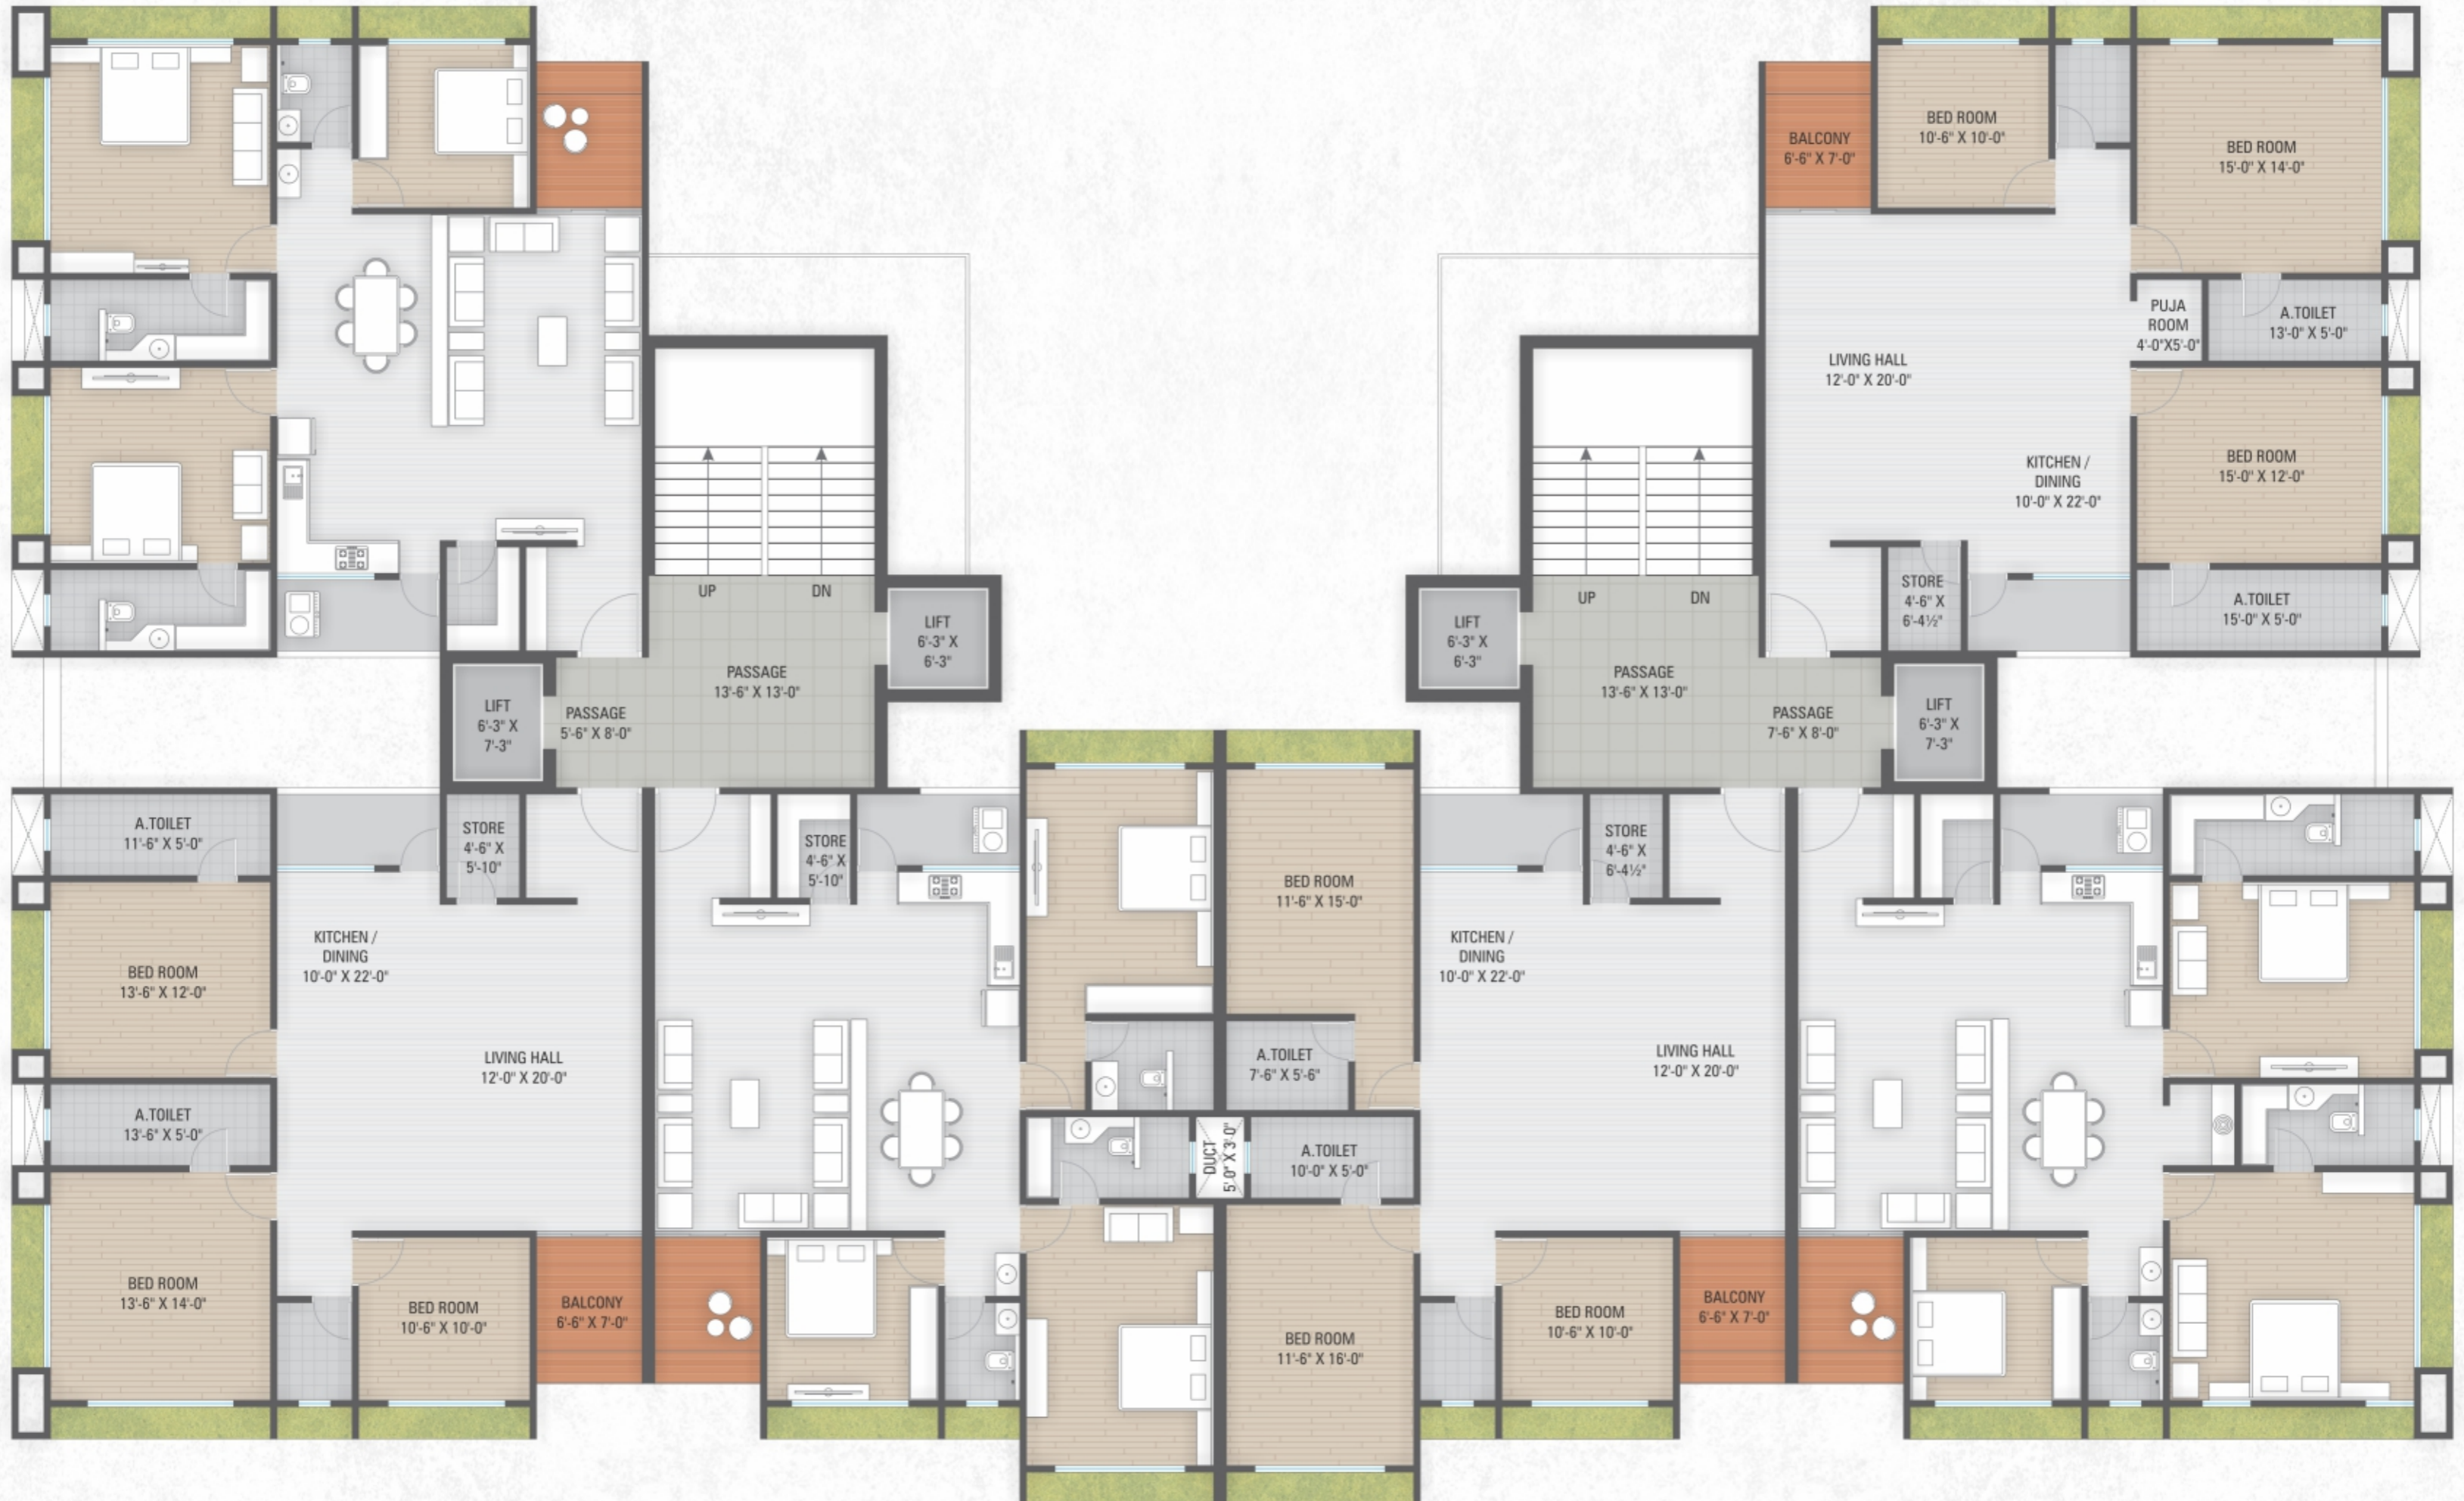 BED ROOM
10'-6" X 10'-0"
BALCONY
6'-6" X 7'-0"
BED ROOM
15'-0" X 14'-0"
PUJA
ROOM
4'-0"X5'-0"
A.TOILET
13'-0" X 5'-0"
LIVING HALL
12'-0" X 20'-0"
KITCHEN /
DINING
10'-0" X 22'-0"
BED ROOM
15'-0" X 12'-0"
STORE
4'-6" X
6'-4½"
A.TOILET
15'-0" X 5'-0"
UP
DN
LIFT
6'-3" X
6'-3"
PASSAGE
13'-6" X 13'-0"
LIFT
6'-3" X
7'-3"
PASSAGE
5'-6" X 8'-0"
UP
DN
LIFT
6'-3" X
6'-3"
PASSAGE
13'-6" X 13'-0"
PASSAGE
7'-6" X 8'-0"
LIFT
6'-3" X
7'-3"
A.TOILET
11'-6" X 5'-0"
STORE
4'-6" X
5'-10"
STORE
4'-6" X
5'-10"
BED ROOM
11'-6" X 15'-0"
STORE
4'-6" X
6'-4½"
KITCHEN /
DINING
10'-0" X 22'-0"
BED ROOM
13'-6" X 12'-0"
KITCHEN /
DINING
10'-0" X 22'-0"
LIVING HALL
12'-0" X 20'-0"
A.TOILET
7'-6" X 5'-6"
LIVING HALL
12'-0" X 20'-0"
A.TOILET
13'-6" X 5'-0"
DUCT
5'0" X 3'0"
A.TOILET
10'-0" X 5'-0"
BED ROOM
13'-6" X 14'-0"
BED ROOM
10'-6" X 10'-0"
BALCONY
6'-6" X 7'-0"
BED ROOM
11'-6" X 16'-0"
BED ROOM
10'-6" X 10'-0"
BALCONY
6'-6" X 7'-0"